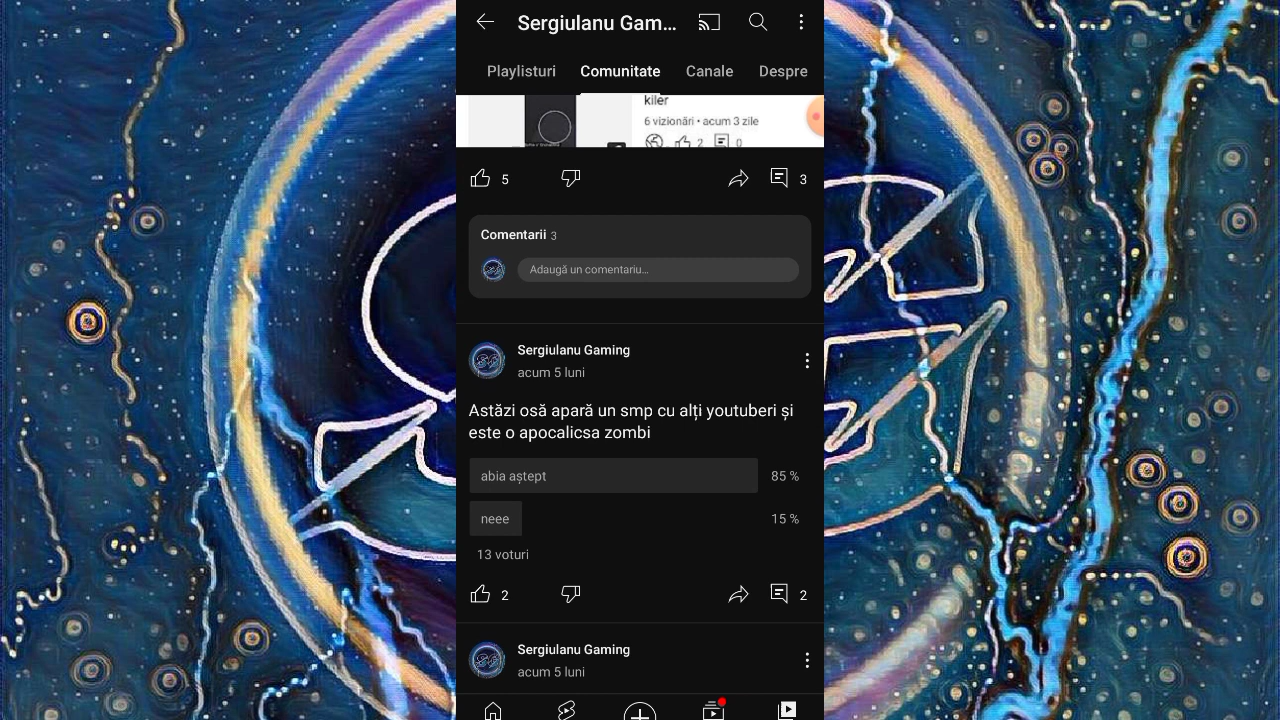 Sergiulanu Gam...
Playlisturi Comunitate Canale Despre
kiler
6 vizionări • acum 3 zile
2 0
5 3
Comentarii 3
Adaugă un comentariu...
Sergiulanu Gaming
acum 5 luni
Astăzi osă apară un smp cu alți youtuberi și
este o apocalicsa zombi
abia aștept 85 %
neee 15 %
13 voturi
2 2
Sergiulanu Gaming
acum 5 luni